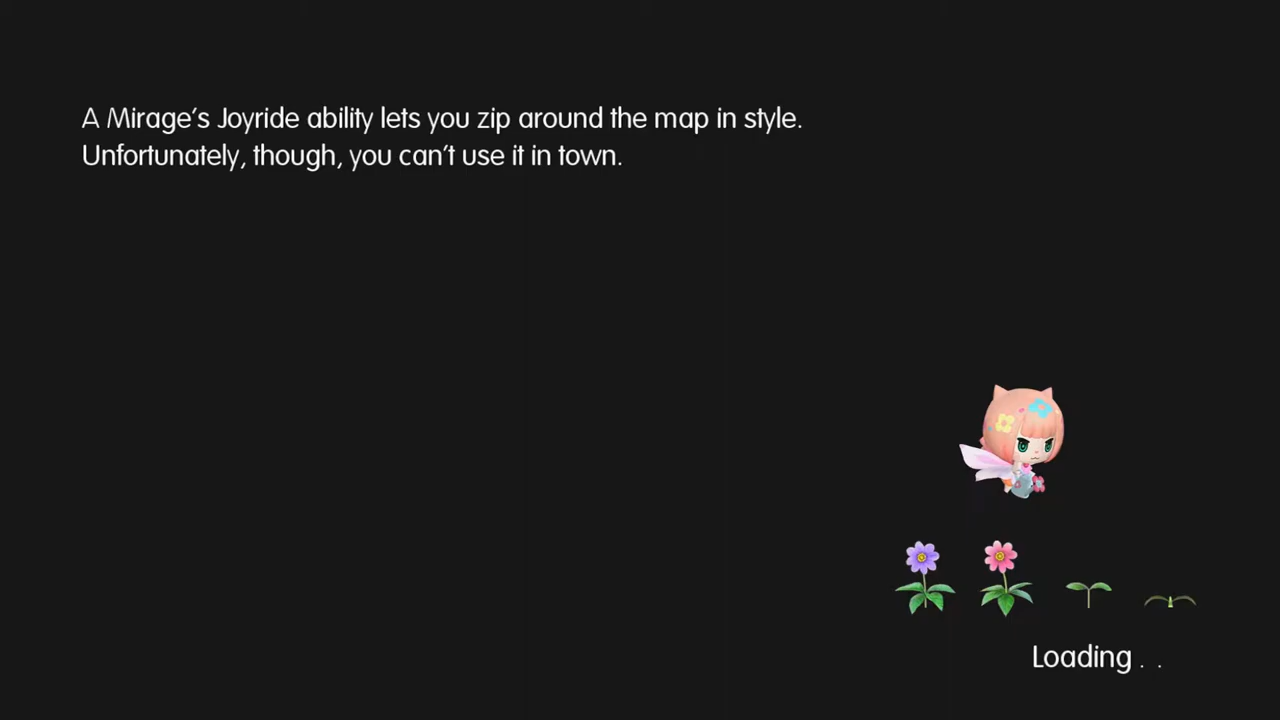 A Mirage's Joyride ability lets you zip around the map in style.
Unfortunately, though, you can't use it in town.
Loading . .